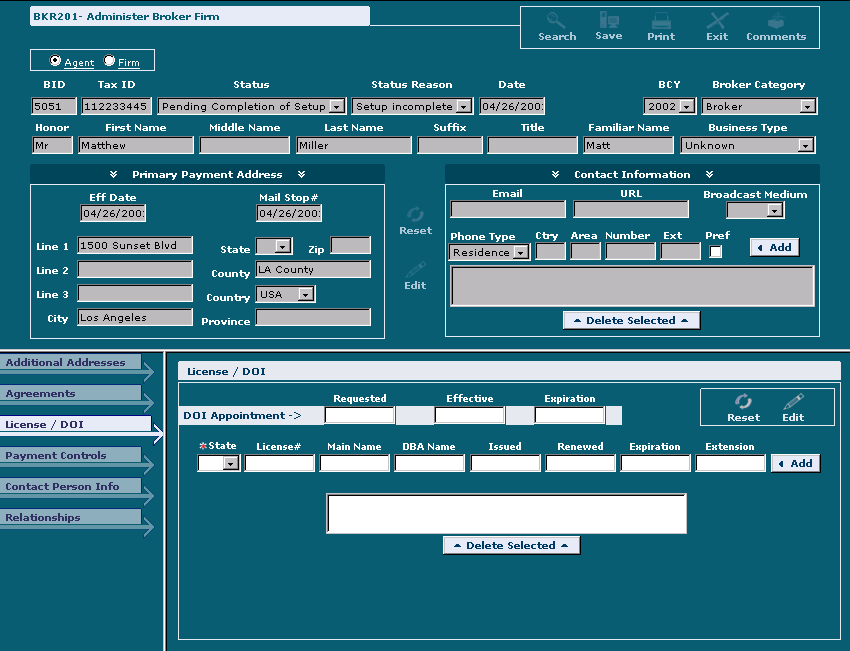 BKR201- Administer Broker Firm
Search Save Print Exit Comments
Agent Firm
BID Tax ID Status Status Reason Date BCY Broker Category
5051 112233445 Pending Completion of Setup Setup incomplete 04/26/200 2002 Broker
Honor First Name Middle Name Last Name Suffix Title Familiar Name Business Type
Mr Matthew Miller Matt Unknown
Primary Payment Address
Eff Date Mail Stop#
04/26/200 04/26/200
Line 1 1500 Sunset Blvd State Zip
Line 2 County LA County
Line 3 Country USA
City Los Angeles Province
Reset
Edit
Contact Information
Email URL Broadcast Medium
Phone Type Ctry Area Number Ext Pref
Residence Add
Delete Selected
Additional Addresses
Agreements
License / DOI
Payment Controls
Contact Person Info
Relationships
License / DOI
Requested Effective Expiration
DOI Appointment ->
Reset Edit
*State License# Main Name DBA Name Issued Renewed Expiration Extension
Add
Delete Selected